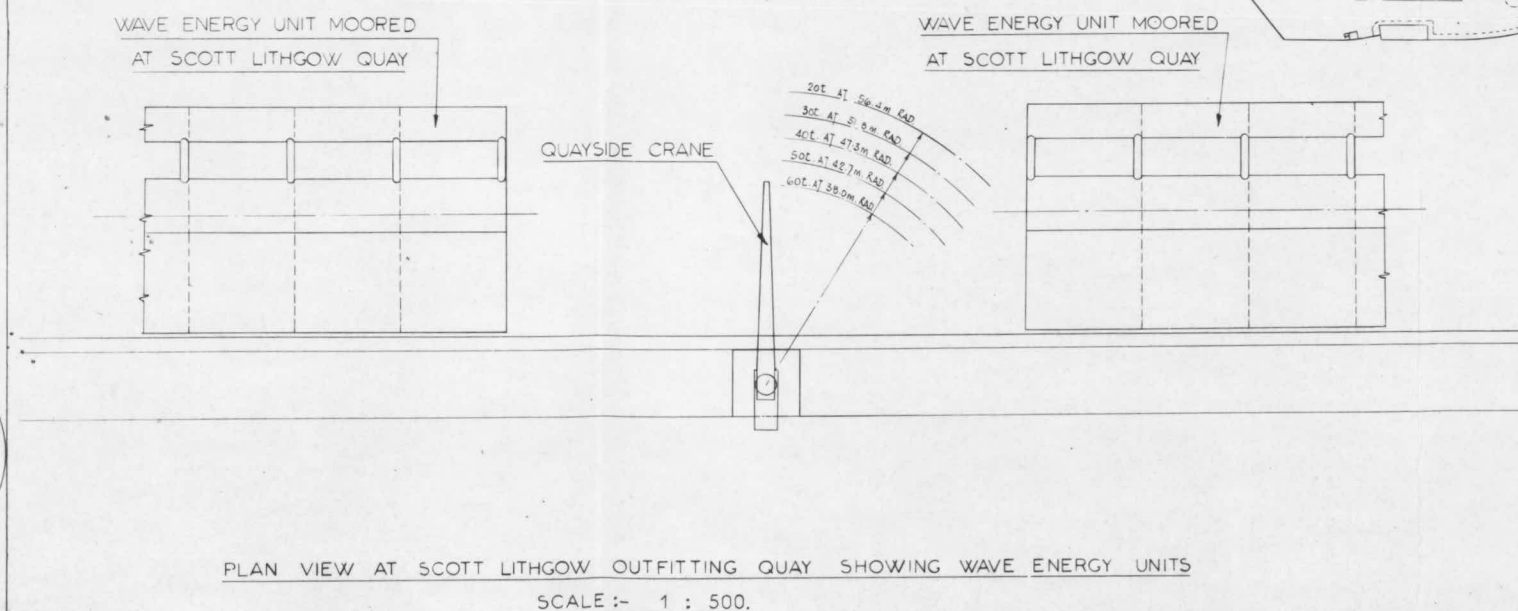 WAVE ENERGY UNIT MOORED
AT SCOTT LITHGOW QUAY
WAVE ENERGY UNIT MOORED
AT SCOTT LITHGOW QUAY
QUAYSIDE CRANE
20t. AT 56.4m. RAD.
30t. AT 51.8m. RAD.
40t. AT 47.3m. RAD.
50t. AT 42.7m. RAD.
60t. AT 38.0m. RAD.
PLAN VIEW AT SCOTT LITHGOW OUTFITTING QUAY SHOWING WAVE ENERGY UNITS
SCALE :- 1 : 500.